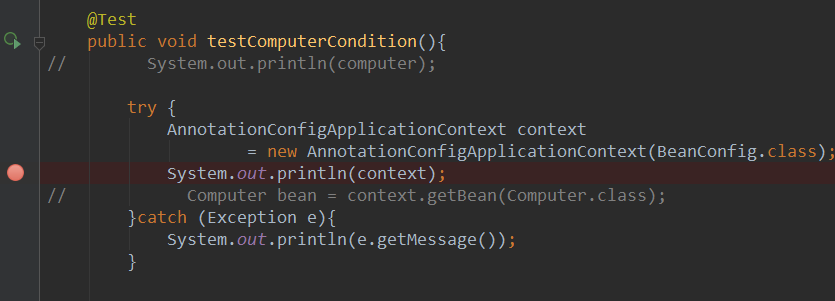 @Test
public void testComputerCondition(){
//        System.out.println(computer);
try {
AnnotationConfigApplicationContext context
= new AnnotationConfigApplicationContext(BeanConfig.class);
System.out.println(context);
//            Computer bean = context.getBean(Computer.class);
}catch (Exception e){
System.out.println(e.getMessage());
}